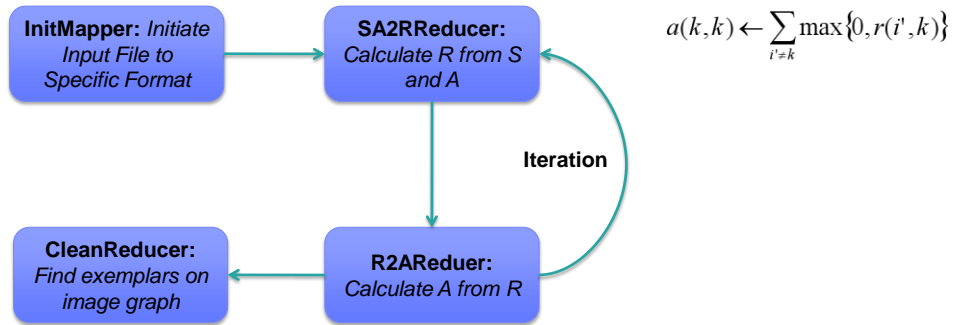 InitMapper: Initiate
Input File to
Specific Format
SA2RReducer:
Calculate R from S
and A
a(k,k) ← ∑ max{0, r(i',k)}
i'≠k
Iteration
CleanReducer:
Find exemplars on
image graph
R2AReduer:
Calculate A from R